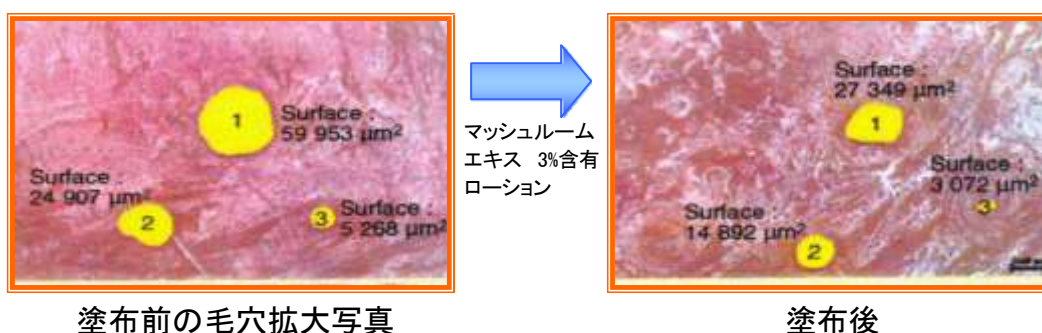 1
Surface :
59 953 µm²
Surface :
24 907 µm²
2
3
Surface :
5 268 µm²
塗布前の毛穴拡大写真
マッシュルーム
エキス 3%含有
ローション
Surface :
27 349 µm²
1
Surface :
3 072 µm²
3
Surface :
14 892 µm²
2
塗布後